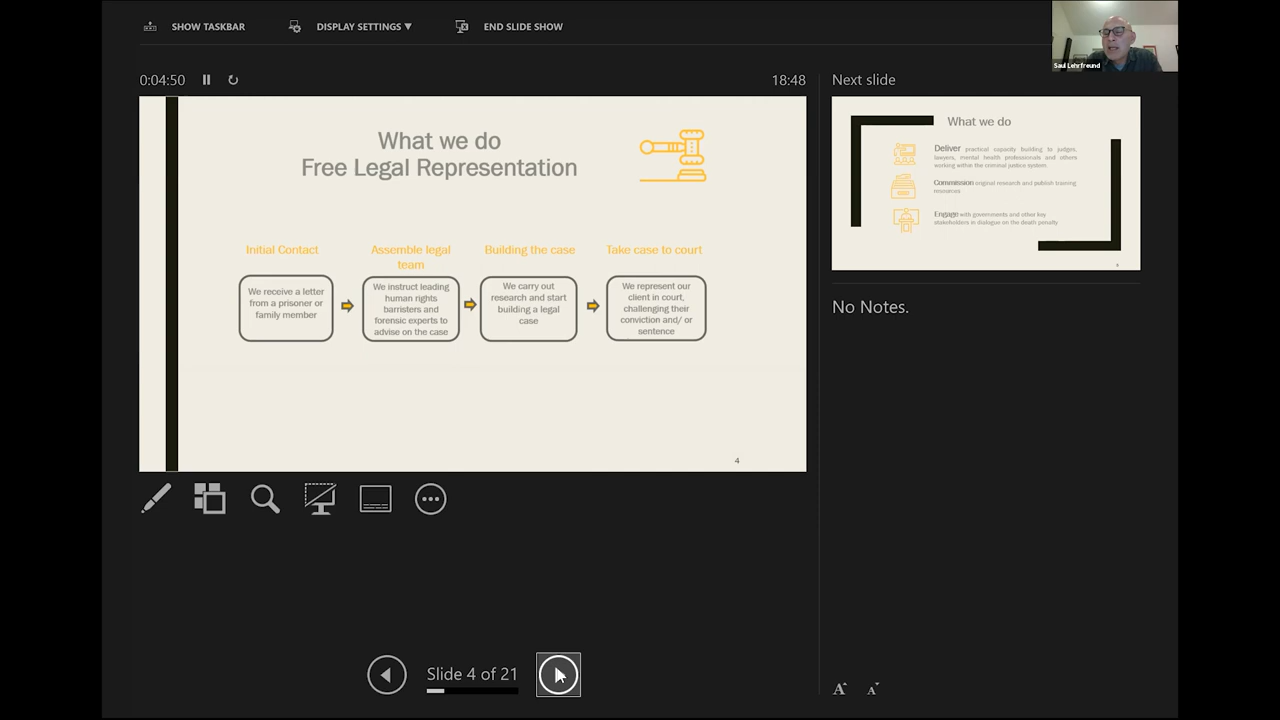 SHOW TASKBAR
DISPLAY SETTINGS ▼
END SLIDE SHOW
Saul Lehrfreund
0:04:50
18:48
Next slide
What we do
Free Legal Representation
Initial Contact
We receive a letter
from a prisoner or
family member
Assemble legal
team
We instruct leading
human rights
barristers and
forensic experts to
advise on the case
Building the case
We carry out
research and start
building a legal
case
Take case to court
We represent our
client in court,
challenging their
conviction and/ or
sentence
4
What we do
Deliver practical capacity building to judges,
lawyers, mental health professionals and others
working within the criminal justice system.
Commission original research and publish training
resources
Engage with governments and other key
stakeholders in dialogue on the death penalty
No Notes.
Slide 4 of 21
A A